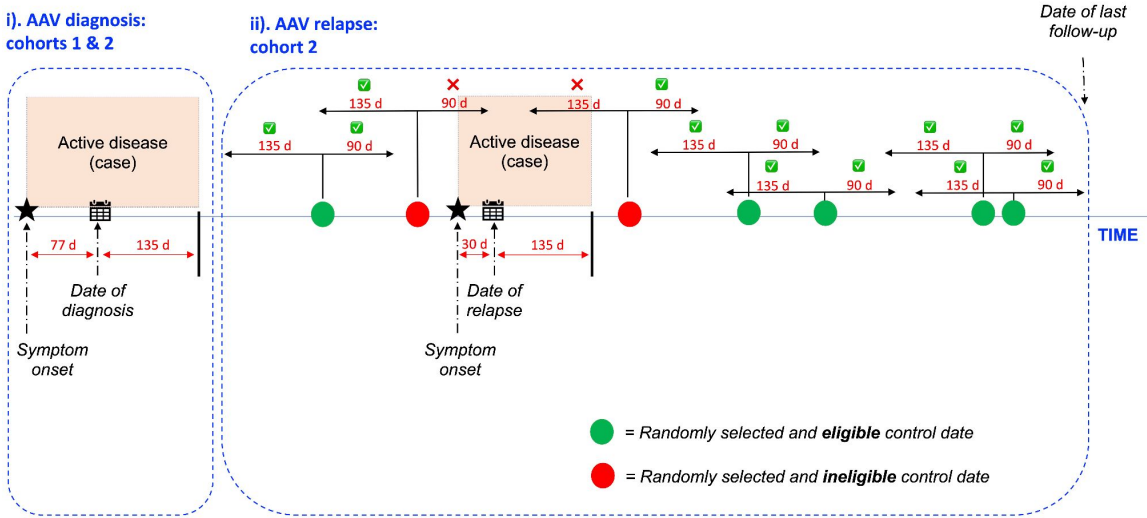 i). AAV diagnosis:
cohorts 1 & 2
ii). AAV relapse:
cohort 2
Date of last
follow-up
Active disease
(case)
77 d
135 d
Date of
diagnosis
Symptom
onset
135 d
90 d
135 d
90 d
Active disease
(case)
30 d
135 d
Date of
relapse
Symptom
onset
135 d
90 d
135 d
90 d
135 d
90 d
135 d
90 d
135 d
90 d
TIME
= Randomly selected and eligible control date
= Randomly selected and ineligible control date